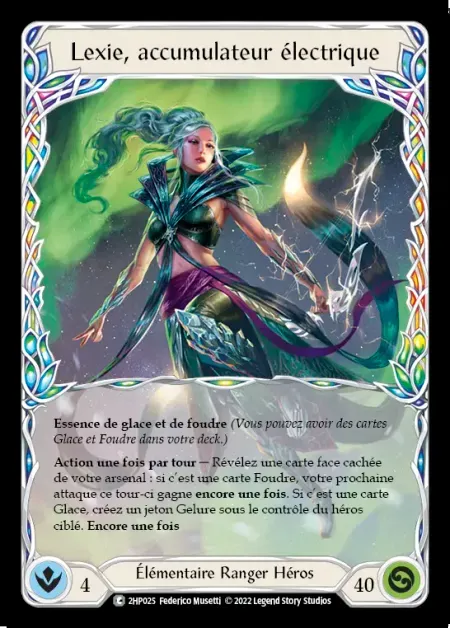 Lexie, accumulateur électrique
Essence de glace et de foudre (Vous pouvez avoir des cartes
Glace et Foudre dans votre deck.)
Action une fois par tour — Révélez une carte face cachée
de votre arsenal : si c’est une carte Foudre, votre prochaine
attaque ce tour-ci gagne encore une fois. Si c’est une carte
Glace, créez un jeton Gelure sous le contrôle du héros
ciblé. Encore une fois
4
Élémentaire Ranger Héros
40
C 2HP025 Federico Musetti © 2022 Legend Story Studios